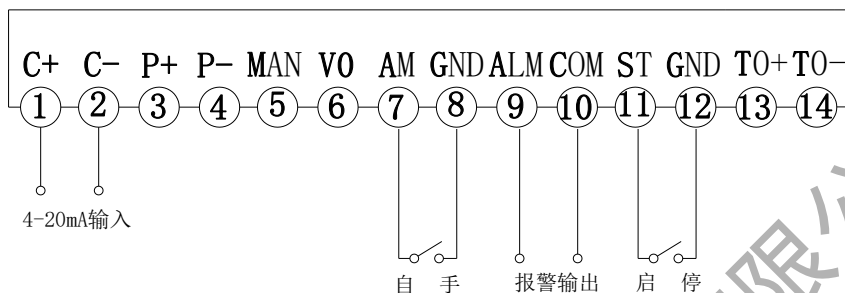 C+ C- P+ P- MAN VO AM GND ALM COM ST GND TO+ TO-
1 2 3 4 5 6 7 8 9 10 11 12 13 14
4-20mA输入
自 手 报警输出 启 停
限公